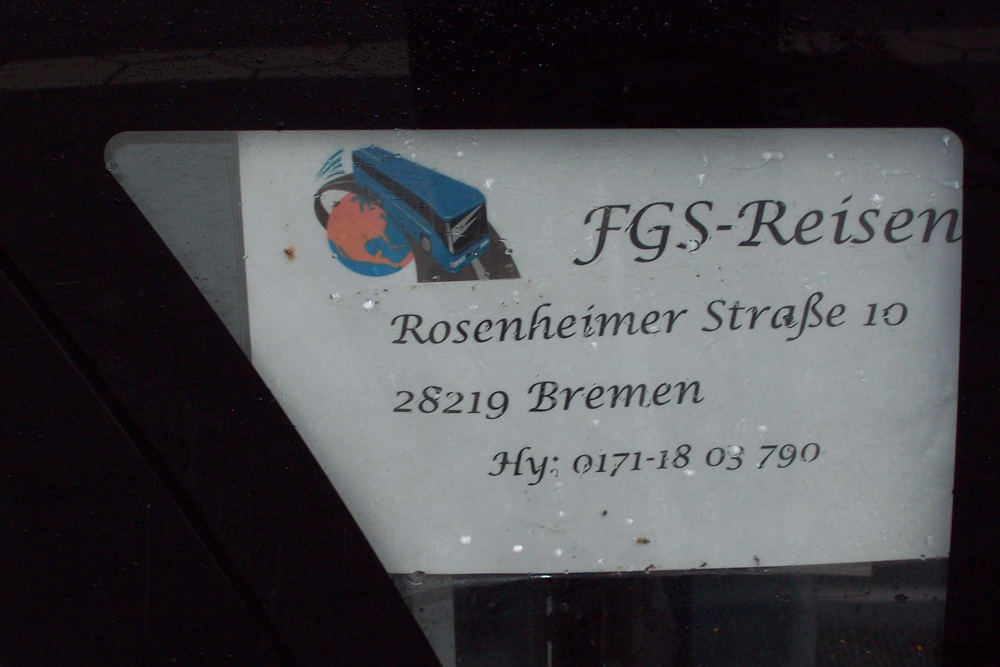 FGS-Reisen
Rosenheimer Straße 10
28219 Bremen
Hy: 0171-18 03 790